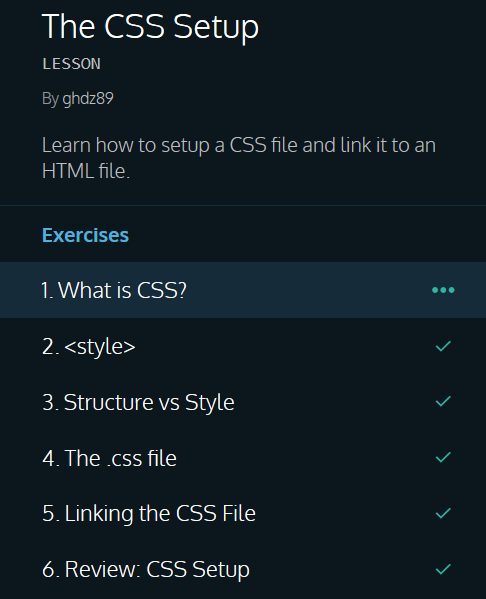 The CSS Setup
LESSON
By ghdz89
Learn how to setup a CSS file and link it to an
HTML file.
Exercises
1. What is CSS?
2. <style>
3. Structure vs Style
4. The .css file
5. Linking the CSS File
6. Review: CSS Setup